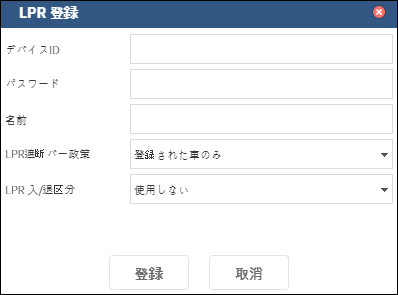 LPR 登録
デバイスID
パスワード
名前
LPR遮断 バー政策 登録された車のみ
LPR 入/退区分 使用しない
登録 取消